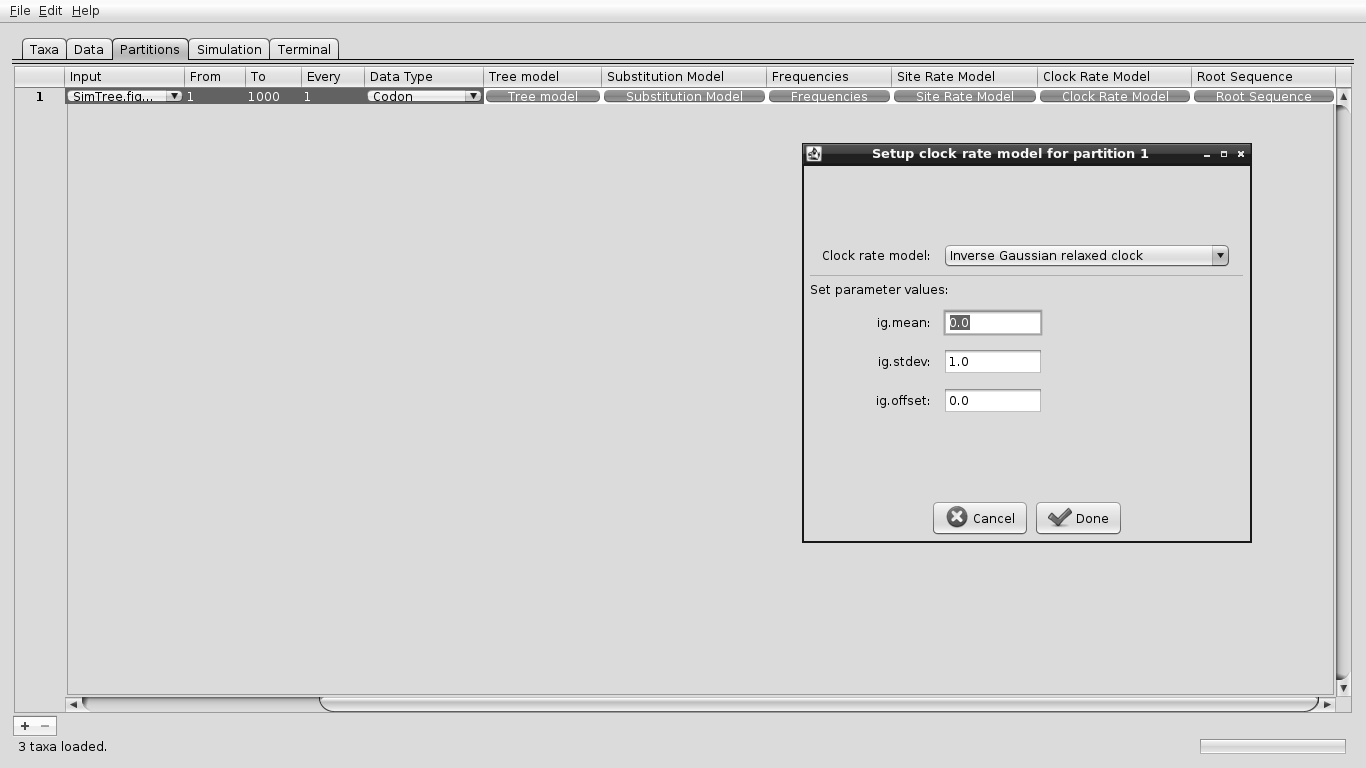 File Edit Help
Taxa Data Partitions Simulation Terminal
Input From To Every Data Type Tree model Substitution Model Frequencies Site Rate Model Clock Rate Model Root Sequence
1 SimTree.fig... 1 1000 1 Codon Tree model Substitution Model Frequencies Site Rate Model Clock Rate Model Root Sequence
Setup clock rate model for partition 1
Clock rate model: Inverse Gaussian relaxed clock
Set parameter values:
ig.mean: 0.0
ig.stdev: 1.0
ig.offset: 0.0
Cancel Done
3 taxa loaded.